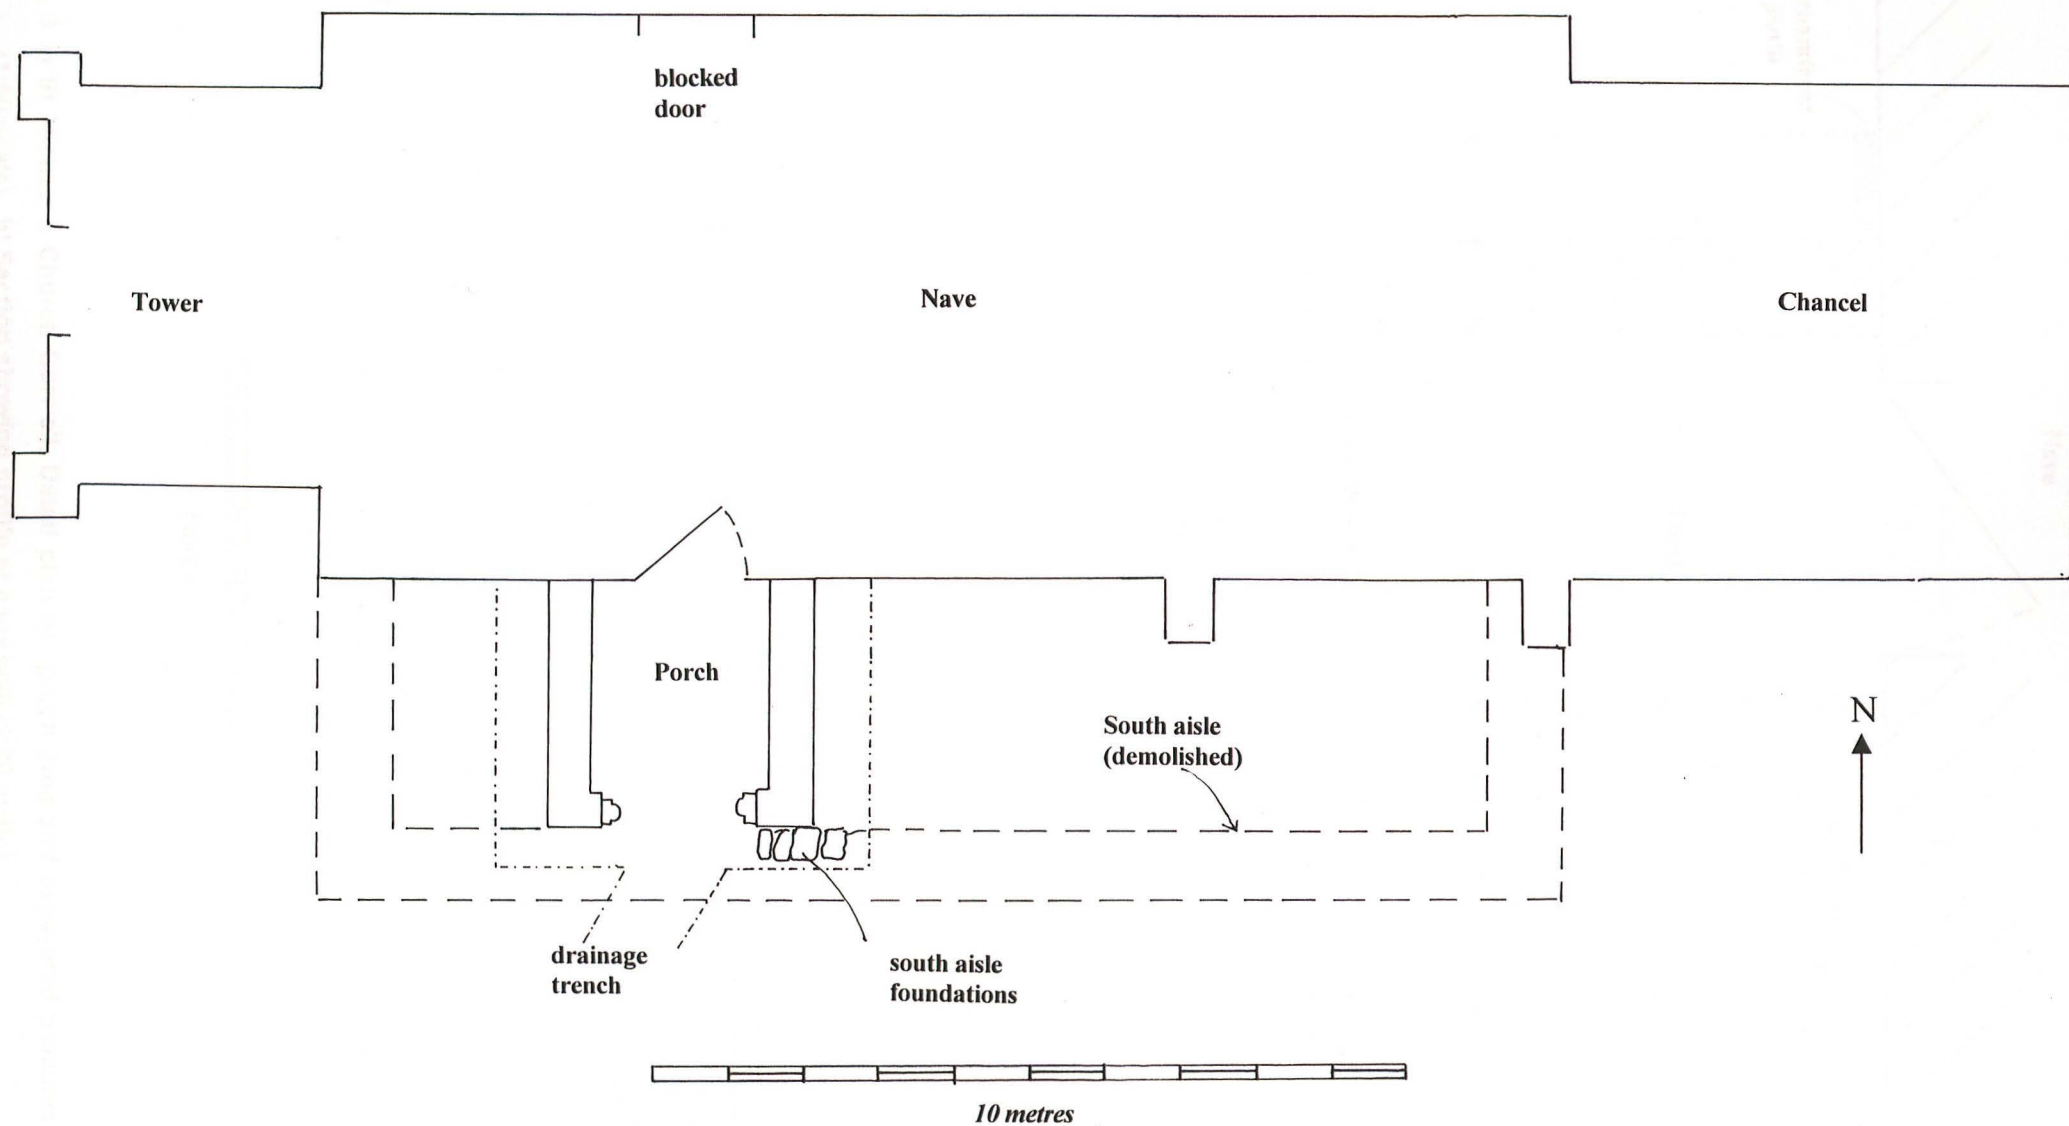 blocked
door
Tower
Nave
Chancel
Porch
South aisle
(demolished)
N
drainage
trench
south aisle
foundations
10 metres